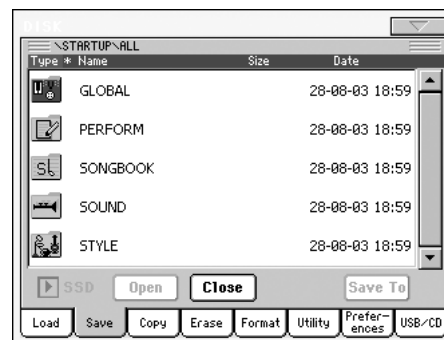 DISK
\STARTUP\ALL
Type * Name Size Date
GLOBAL 28-08-03 18:59
PERFORM 28-08-03 18:59
SONGBOOK 28-08-03 18:59
SOUND 28-08-03 18:59
STYLE 28-08-03 18:59
SSD Open Close Save To
Load Save Copy Erase Format Utility Prefer-ences USB/CD